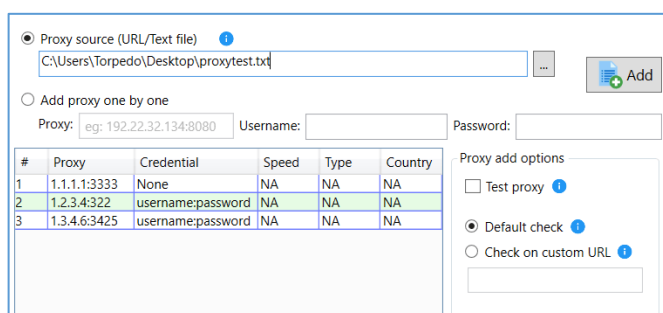 Proxy source (URL/Text file)
C:\Users\Torpedo\Desktop\proxytest.txt
...
Add
Add proxy one by one
Proxy: eg: 192.22.32.134:8080 Username: Password:
# Proxy Credential Speed Type Country
1 1.1.1.1:3333 None NA NA NA
2 1.2.3.4:322 username:password NA NA NA
3 1.3.4.6:3425 username:password NA NA NA
Proxy add options
Test proxy
Default check
Check on custom URL